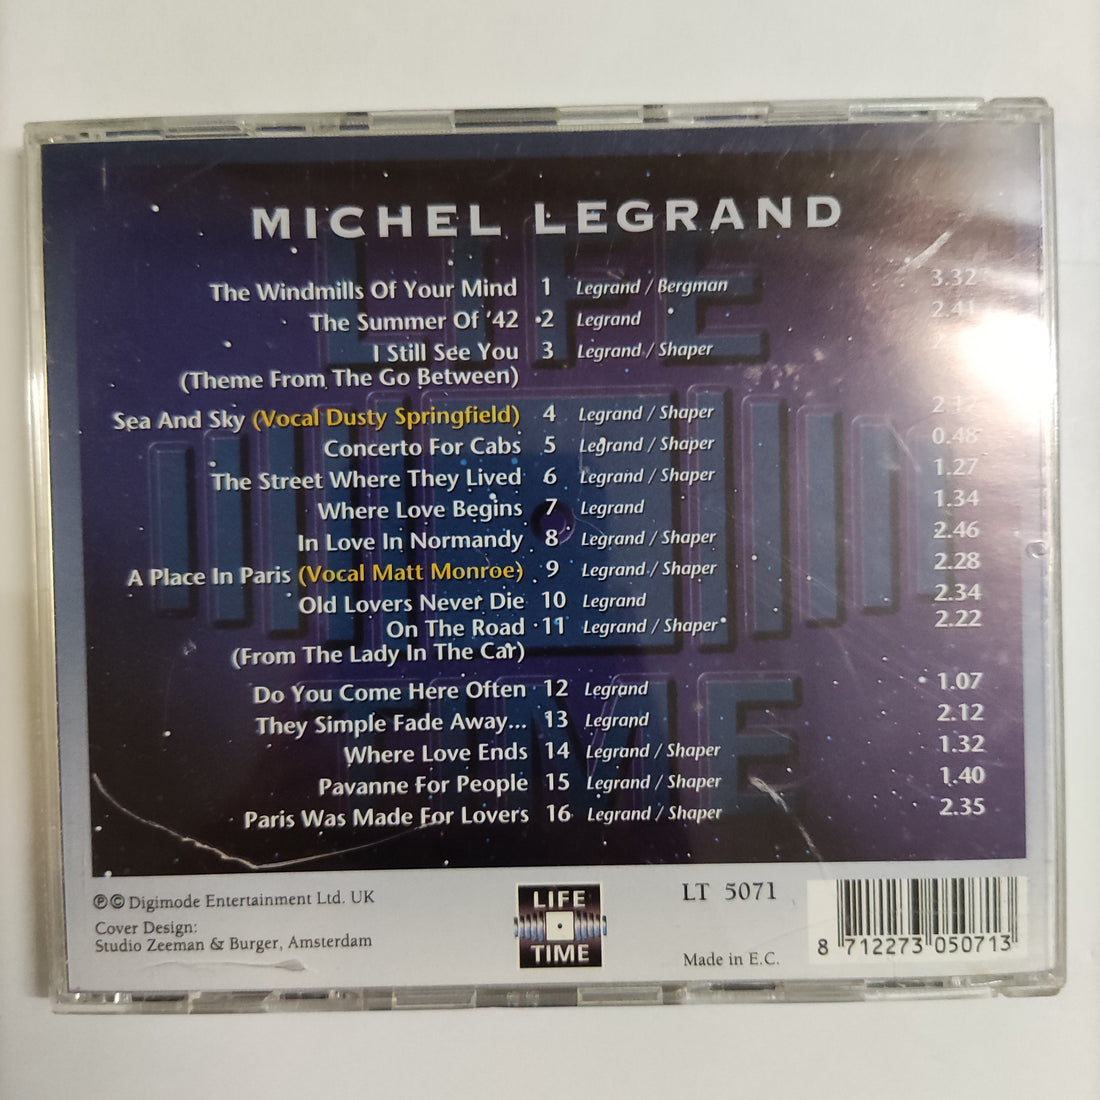 MICHEL LEGRAND
The Windmills Of Your Mind 1 Legrand / Bergman 3.32
The Summer Of '42 2 Legrand 2.41
I Still See You 3 Legrand / Shaper
(Theme From The Go Between)
Sea And Sky (Vocal Dusty Springfield) 4 Legrand / Shaper 2.12
Concerto For Cabs 5 Legrand / Shaper 0.48
The Street Where They Lived 6 Legrand / Shaper 1.27
Where Love Begins 7 Legrand 1.34
In Love In Normandy 8 Legrand / Shaper 2.46
A Place In Paris (Vocal Matt Monroe) 9 Legrand / Shaper 2.28
Old Lovers Never Die 10 Legrand 2.34
On The Road 11 Legrand / Shaper 2.22
(From The Lady In The Car)
Do You Come Here Often 12 Legrand 1.07
They Simple Fade Away... 13 Legrand 2.12
Where Love Ends 14 Legrand / Shaper 1.32
Pavanne For People 15 Legrand / Shaper 1.40
Paris Was Made For Lovers 16 Legrand / Shaper 2.35
LIFE
TIME
℗© Digimode Entertainment Ltd. UK
Cover Design:
Studio Zeeman & Burger, Amsterdam
LIFE
TIME
LT 5071
Made in E.C.
8 712273 050713